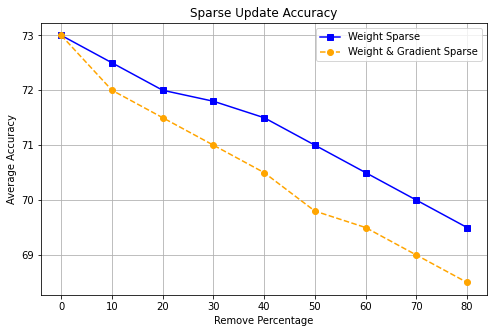 Sparse Update Accuracy
Weight Sparse
Weight & Gradient Sparse
Average Accuracy
73
72
71
70
69
0 10 20 30 40 50 60 70 80
Remove Percentage